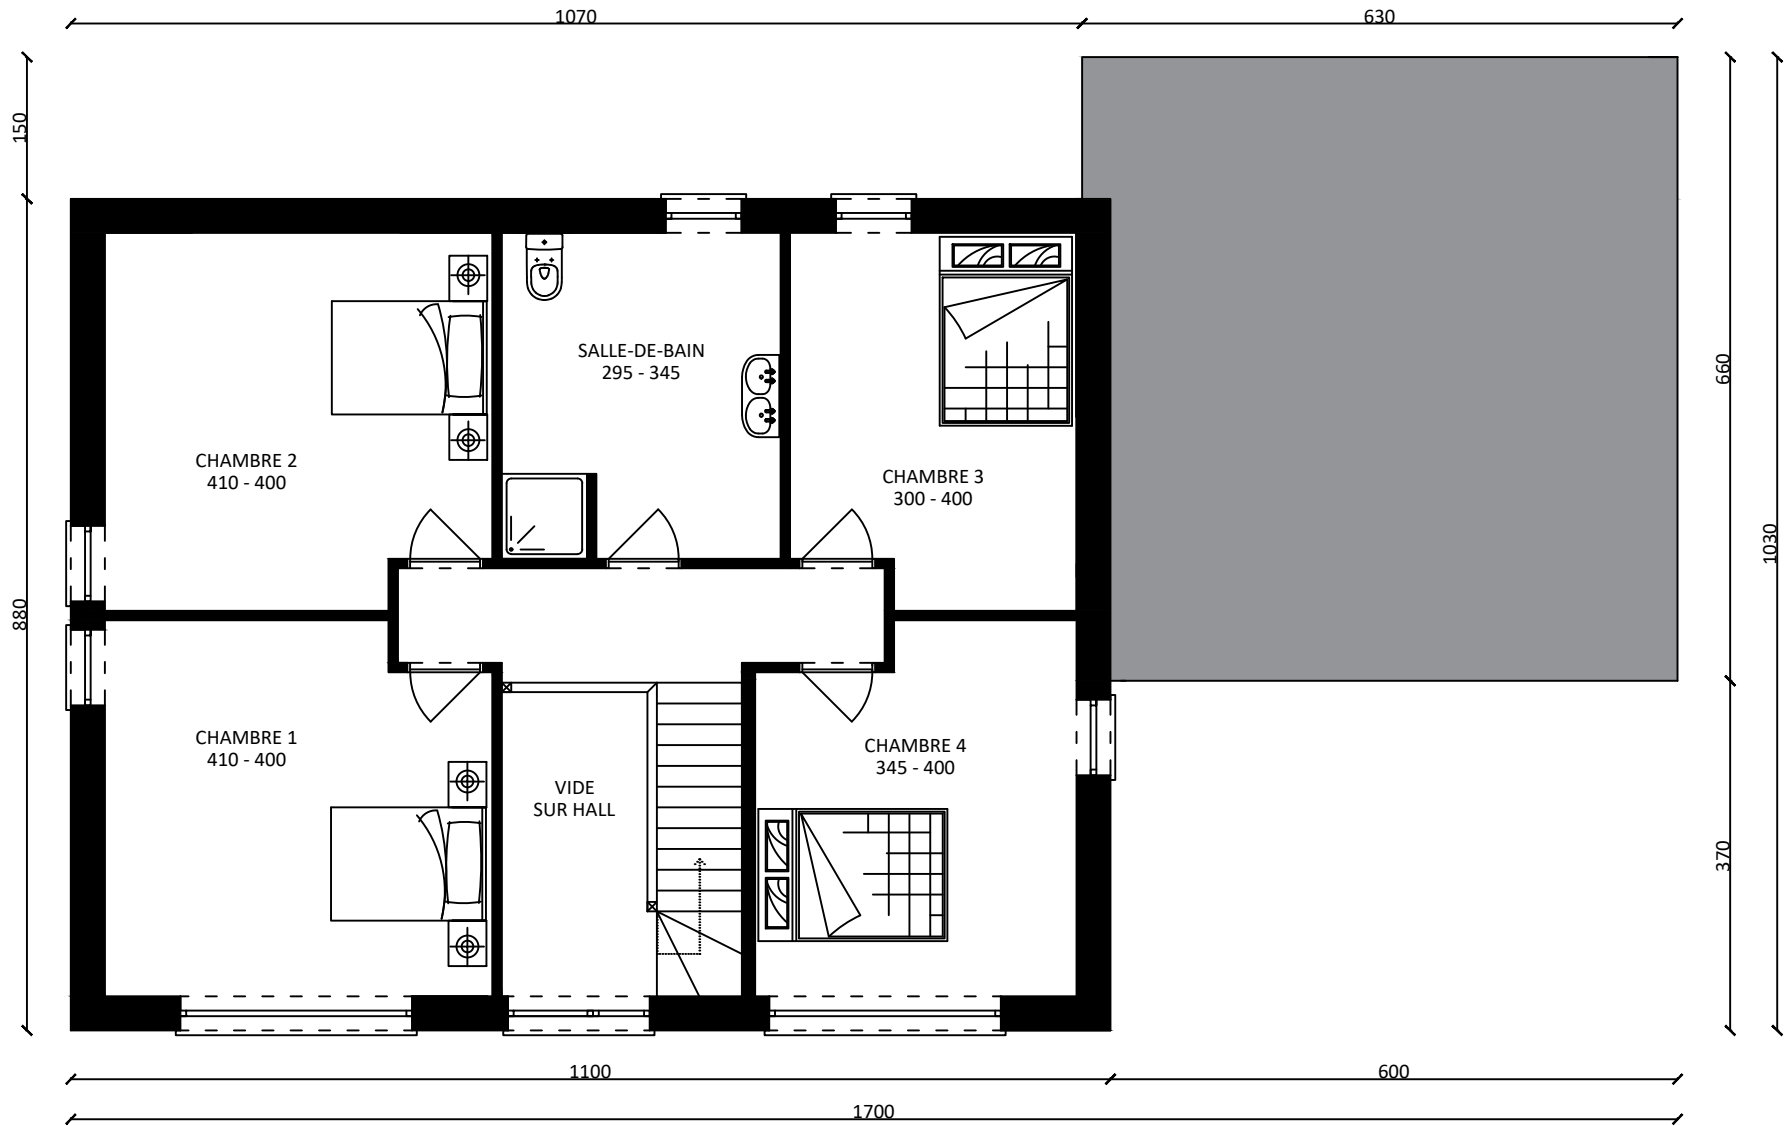 1070
630
150
SALLE-DE-BAIN
295 - 345
660
CHAMBRE 2
410 - 400
CHAMBRE 3
300 - 400
1030
880
CHAMBRE 1
410 - 400
CHAMBRE 4
345 - 400
VIDE
SUR HALL
370
1100
600
1700